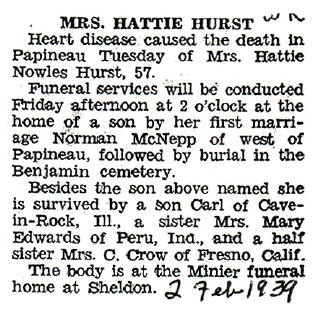 MRS. HATTIE HURST WR
Heart disease caused the death in
Papineau Tuesday of Mrs. Hattie
Nowles Hurst, 57.
Funeral services will be conducted
Friday afternoon at 2 o'clock at the
home of a son by her first marri-
age Norman McNepp of west of
Papineau, followed by burial in the
Benjamin cemetery.
Besides the son above named she
is survived by a son Carl of Cave-
in-Rock, Ill., a sister Mrs. Mary
Edwards of Peru, Ind., and a half
sister Mrs. C. Crow of Fresno, Calif.
The body is at the Minier funeral
home at Sheldon. 2 Feb 1939